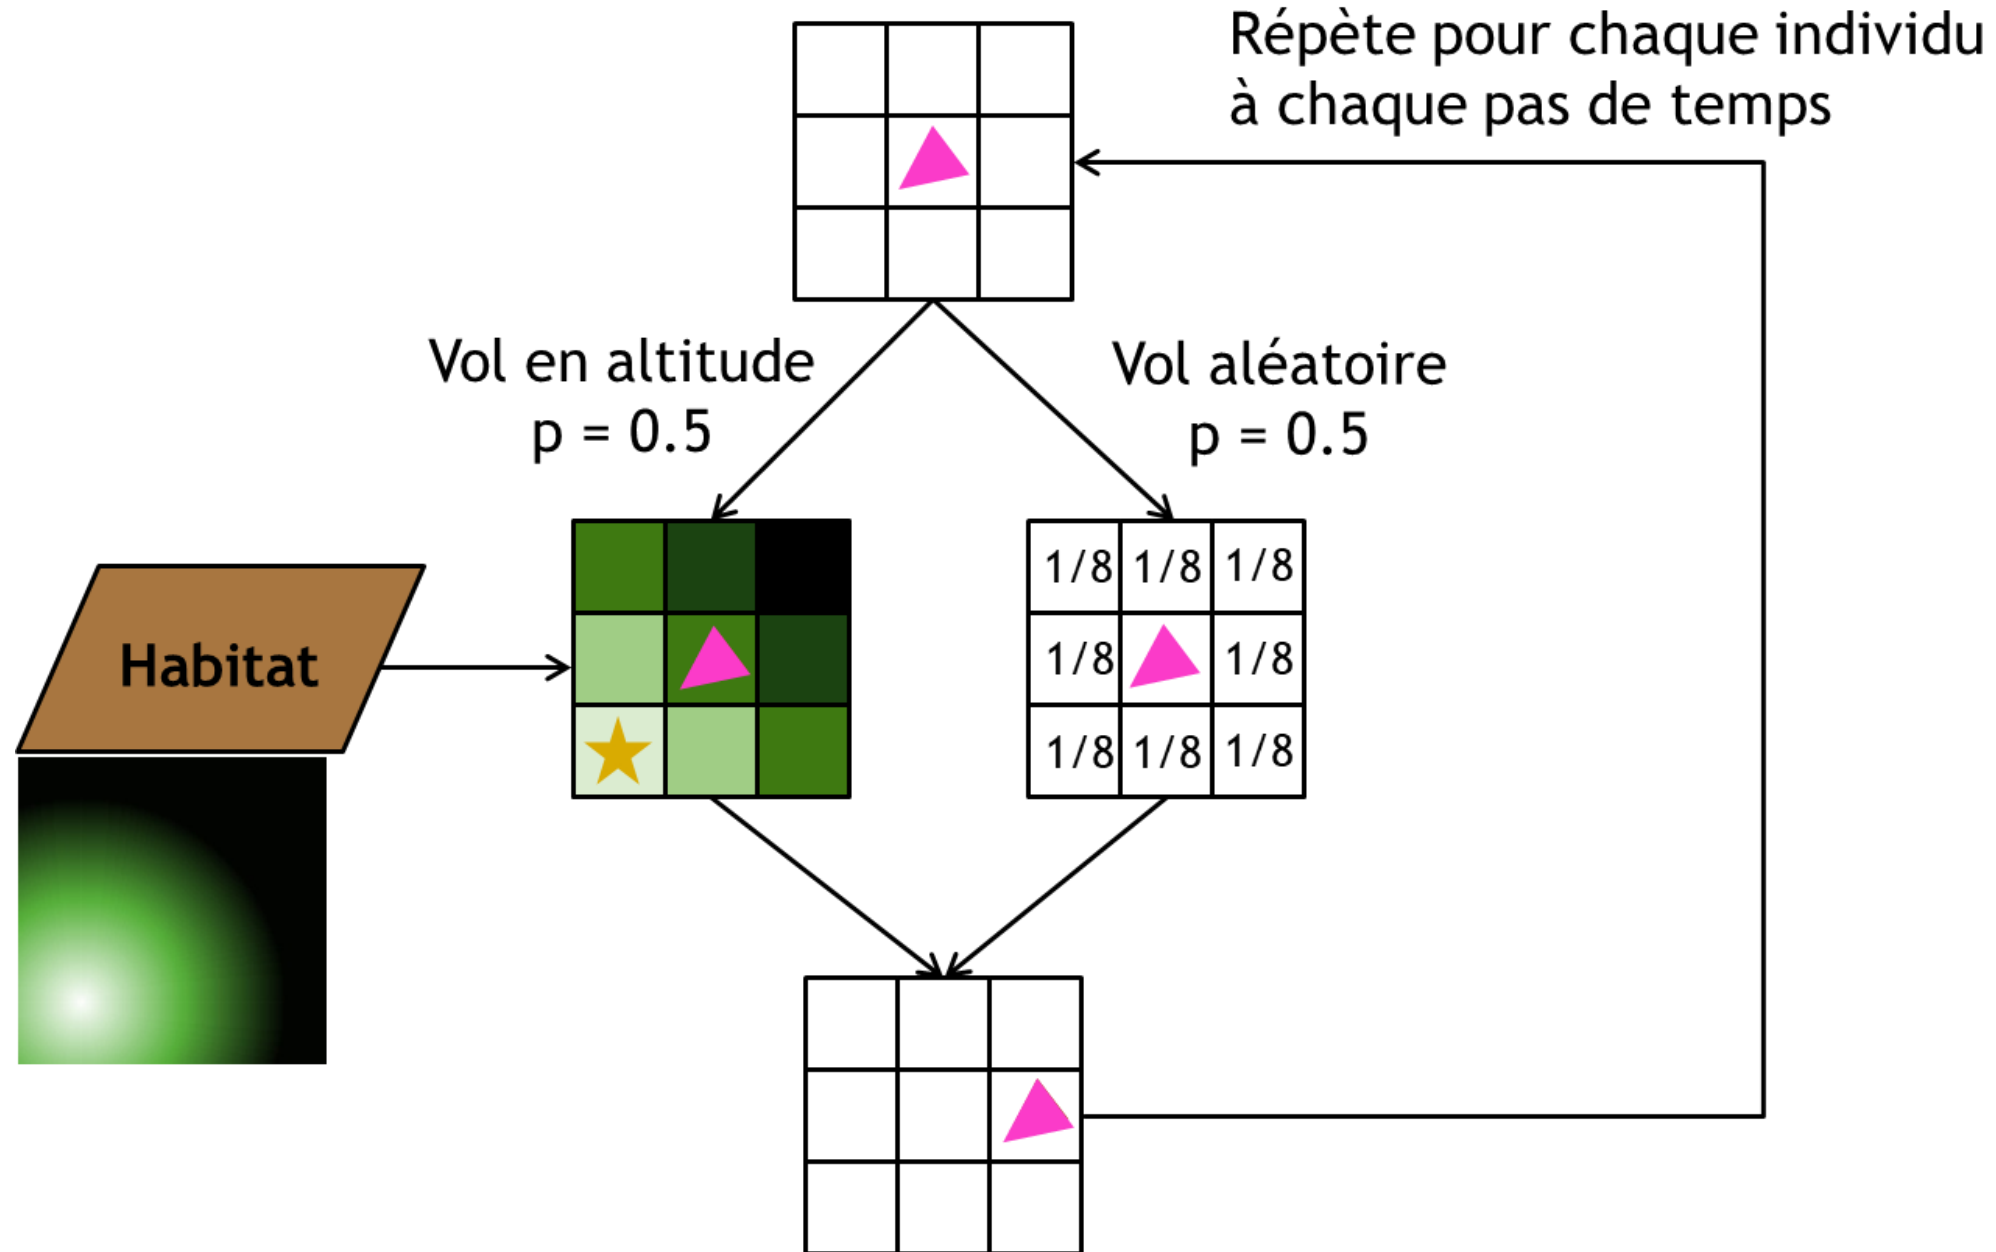 Répète pour chaque individu
à chaque pas de temps
Vol en altitude
p = 0.5
Vol aléatoire
p = 0.5
Habitat
1/8 1/8 1/8
1/8 1/8
1/8 1/8 1/8